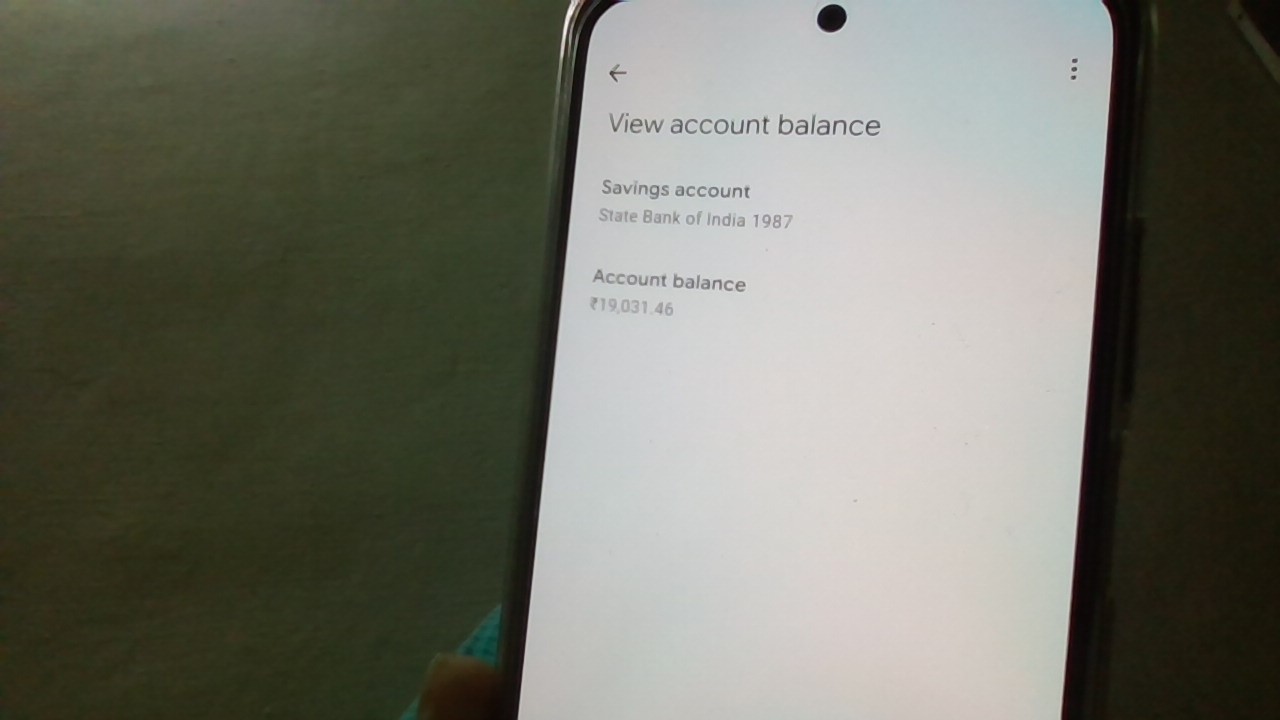 View account balance
Savings account
State Bank of India 1987
Account balance
₹19,031.46